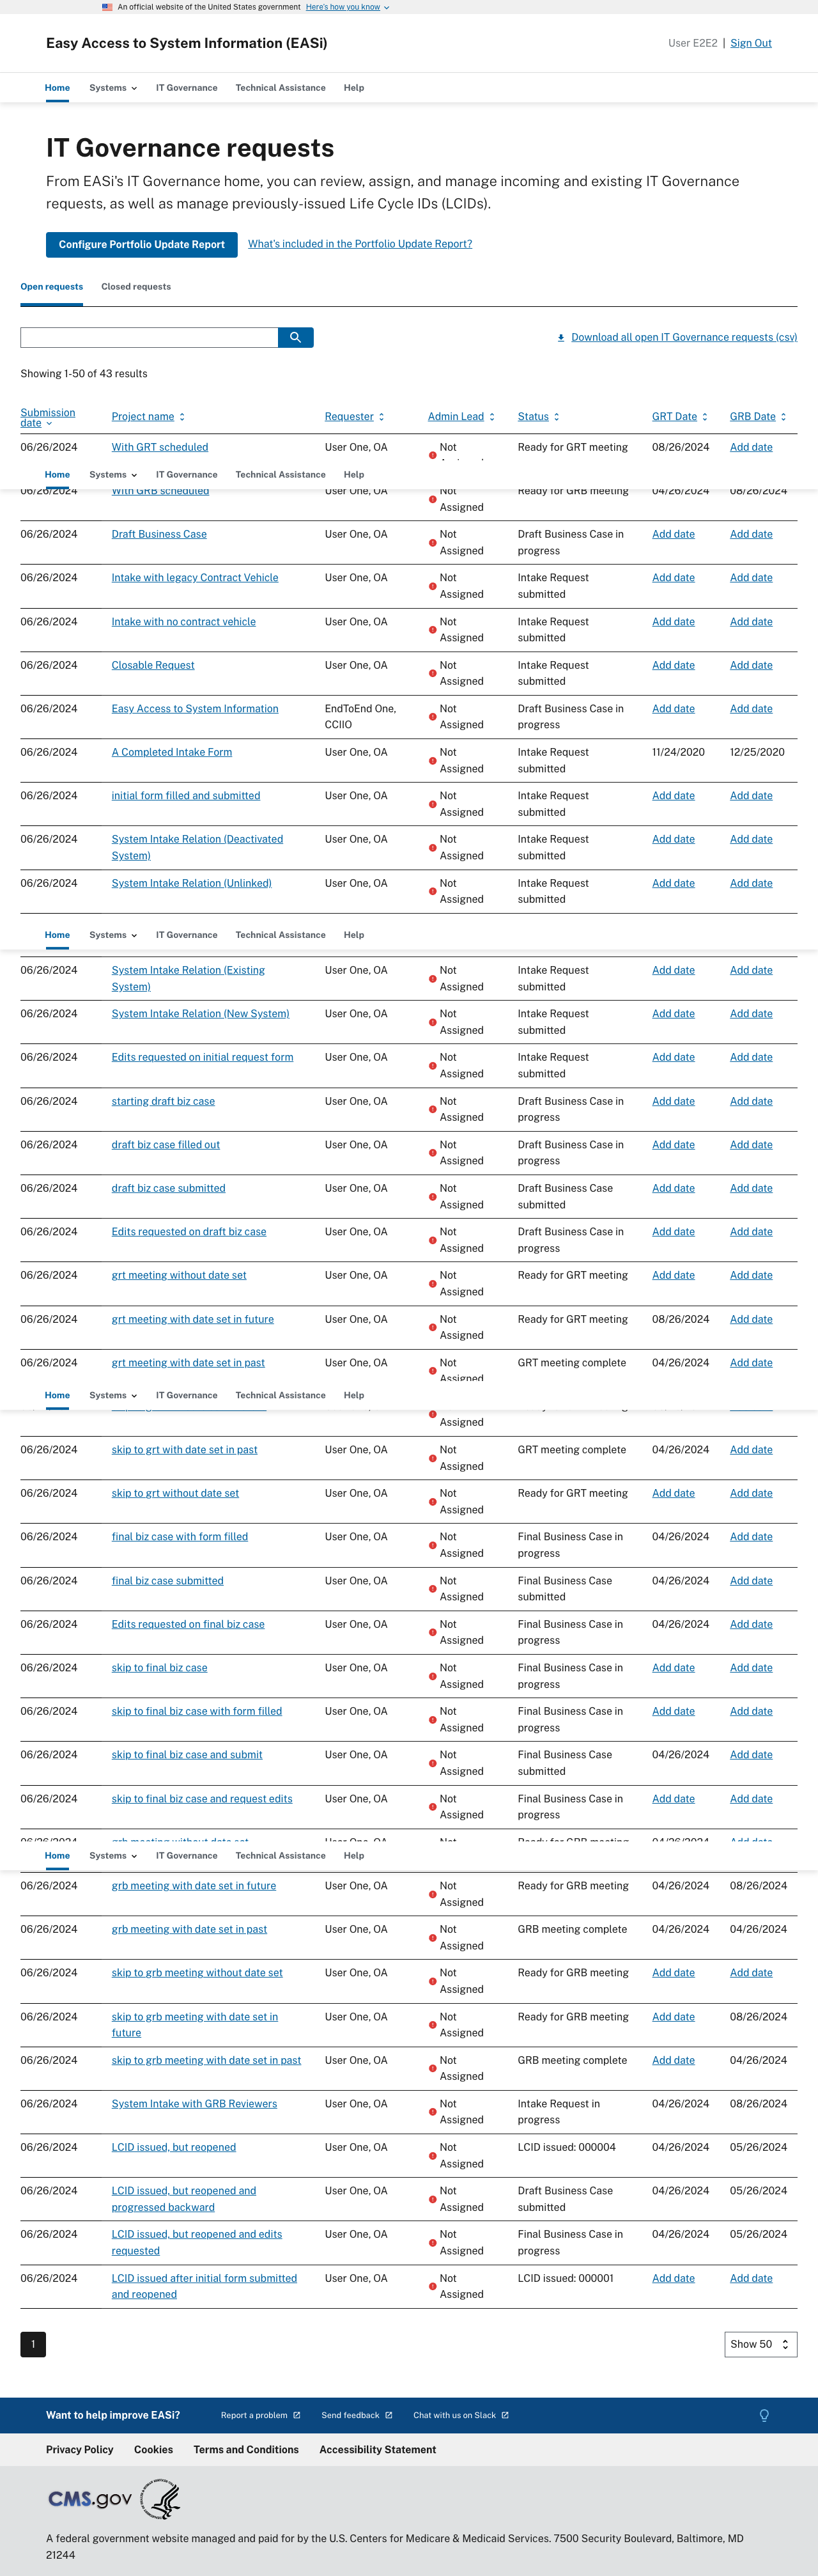 An official website of the United States government Here's how you know
Easy Access to System Information (EASi)
User E2E2 | Sign Out
Home Systems IT Governance Technical Assistance Help
IT Governance requests
From EASi's IT Governance home, you can review, assign, and manage incoming and existing IT Governance
requests, as well as manage previously-issued Life Cycle IDs (LCIDs).
Configure Portfolio Update Report What's included in the Portfolio Update Report?
Open requests Closed requests
Download all open IT Governance requests (csv)
Showing 1-50 of 43 results
Submission
date Project name Requester Admin Lead Status GRT Date GRB Date
06/26/2024 With GRT scheduled User One, OA Not Ready for GRT meeting 08/26/2024 Add date
Home Systems IT Governance Technical Assistance Help
06/26/2024 With GRB scheduled User One, OA Not Ready for GRB meeting 04/26/2024 08/26/2024
Assigned
06/26/2024 Draft Business Case User One, OA Not Draft Business Case in Add date Add date
Assigned progress
06/26/2024 Intake with legacy Contract Vehicle User One, OA Not Intake Request Add date Add date
Assigned submitted
06/26/2024 Intake with no contract vehicle User One, OA Not Intake Request Add date Add date
Assigned submitted
06/26/2024 Closable Request User One, OA Not Intake Request Add date Add date
Assigned submitted
06/26/2024 Easy Access to System Information EndToEnd One, Not Draft Business Case in Add date Add date
CCIIO Assigned progress
06/26/2024 A Completed Intake Form User One, OA Not Intake Request 11/24/2020 12/25/2020
Assigned submitted
06/26/2024 initial form filled and submitted User One, OA Not Intake Request Add date Add date
Assigned submitted
06/26/2024 System Intake Relation (Deactivated User One, OA Not Intake Request Add date Add date
System) Assigned submitted
06/26/2024 System Intake Relation (Unlinked) User One, OA Not Intake Request Add date Add date
Assigned submitted
Home Systems IT Governance Technical Assistance Help
06/26/2024 System Intake Relation (Existing User One, OA Not Intake Request Add date Add date
System) Assigned submitted
06/26/2024 System Intake Relation (New System) User One, OA Not Intake Request Add date Add date
Assigned submitted
06/26/2024 Edits requested on initial request form User One, OA Not Intake Request Add date Add date
Assigned submitted
06/26/2024 starting draft biz case User One, OA Not Draft Business Case in Add date Add date
Assigned progress
06/26/2024 draft biz case filled out User One, OA Not Draft Business Case in Add date Add date
Assigned progress
06/26/2024 draft biz case submitted User One, OA Not Draft Business Case Add date Add date
Assigned submitted
06/26/2024 Edits requested on draft biz case User One, OA Not Draft Business Case in Add date Add date
Assigned progress
06/26/2024 grt meeting without date set User One, OA Not Ready for GRT meeting Add date Add date
Assigned
06/26/2024 grt meeting with date set in future User One, OA Not Ready for GRT meeting 08/26/2024 Add date
Assigned
06/26/2024 grt meeting with date set in past User One, OA Not GRT meeting complete 04/26/2024 Add date
Assigned
Home Systems IT Governance Technical Assistance Help
Assigned
06/26/2024 skip to grt with date set in past User One, OA Not GRT meeting complete 04/26/2024 Add date
Assigned
06/26/2024 skip to grt without date set User One, OA Not Ready for GRT meeting Add date Add date
Assigned
06/26/2024 final biz case with form filled User One, OA Not Final Business Case in 04/26/2024 Add date
Assigned progress
06/26/2024 final biz case submitted User One, OA Not Final Business Case 04/26/2024 Add date
Assigned submitted
06/26/2024 Edits requested on final biz case User One, OA Not Final Business Case in 04/26/2024 Add date
Assigned progress
06/26/2024 skip to final biz case User One, OA Not Final Business Case in Add date Add date
Assigned progress
06/26/2024 skip to final biz case with form filled User One, OA Not Final Business Case in Add date Add date
Assigned progress
06/26/2024 skip to final biz case and submit User One, OA Not Final Business Case 04/26/2024 Add date
Assigned submitted
06/26/2024 skip to final biz case and request edits User One, OA Not Final Business Case in Add date Add date
Assigned progress
06/26/2024 grb meeting without date set User One, OA Not Ready for GRB meeting 04/26/2024 Add date
Home Systems IT Governance Technical Assistance Help
06/26/2024 grb meeting with date set in future User One, OA Not Ready for GRB meeting 04/26/2024 08/26/2024
Assigned
06/26/2024 grb meeting with date set in past User One, OA Not GRB meeting complete 04/26/2024 04/26/2024
Assigned
06/26/2024 skip to grb meeting without date set User One, OA Not Ready for GRB meeting Add date Add date
Assigned
06/26/2024 skip to grb meeting with date set in User One, OA Not Ready for GRB meeting Add date 08/26/2024
future Assigned
06/26/2024 skip to grb meeting with date set in past User One, OA Not GRB meeting complete Add date 04/26/2024
Assigned
06/26/2024 System Intake with GRB Reviewers User One, OA Not Intake Request in 04/26/2024 08/26/2024
Assigned progress
06/26/2024 LCID issued, but reopened User One, OA Not LCID issued: 000004 04/26/2024 05/26/2024
Assigned
06/26/2024 LCID issued, but reopened and User One, OA Not Draft Business Case 04/26/2024 05/26/2024
progressed backward Assigned submitted
06/26/2024 LCID issued, but reopened and edits User One, OA Not Final Business Case in 04/26/2024 05/26/2024
requested Assigned progress
06/26/2024 LCID issued after initial form submitted User One, OA Not LCID issued: 000001 Add date Add date
and reopened Assigned
1 Show 50
Want to help improve EASi? Report a problem Send feedback Chat with us on Slack
Privacy Policy Cookies Terms and Conditions Accessibility Statement
CMS.gov
A federal government website managed and paid for by the U.S. Centers for Medicare & Medicaid Services. 7500 Security Boulevard, Baltimore, MD
21244